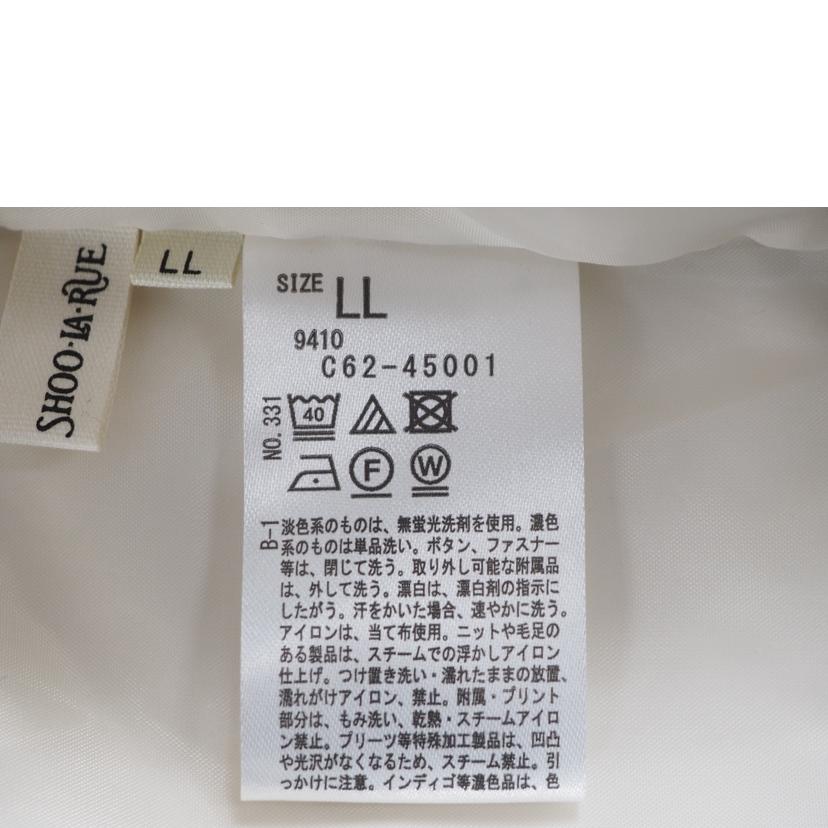 SHOO·LA·RUE
LL
SIZE LL
9410
C62-45001
NO. 331
40
F
W
B-1
淡色系のものは、無蛍光洗剤を使用。濃色
系のものは単品洗い。ボタン、ファスナー
等は、閉じて洗う。取り外し可能な附属品
は、外して洗う。漂白は、漂白剤の指示に
したがう。汗をかいた場合、速やかに洗う。
アイロンは、当て布使用。ニットや毛足の
ある製品は、スチームでの浮かしアイロン
仕上げ。つけ置き洗い・濡れたままの放置、
濡れがけアイロン、禁止。附属・プリント
部分は、もみ洗い、乾熱・スチームアイロ
ン禁止。プリーツ等特殊加工製品は、凹凸
や光沢がなくなるため、スチーム禁止。引
っかけに注意。インディゴ等濃色品は、色